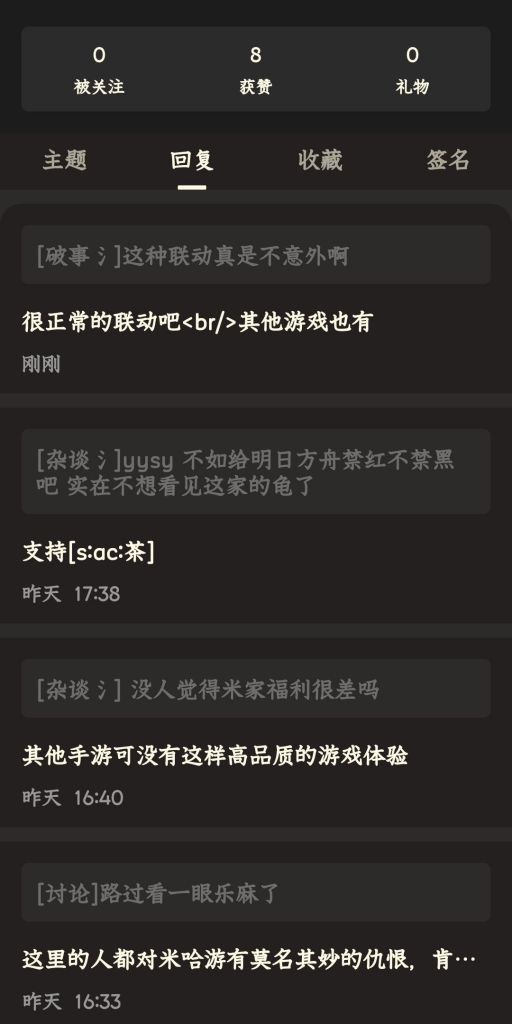 0 8 0
被关注 获赞 礼物
主题 回复 收藏 签名
[破事氵]这种联动真是不意外啊
很正常的联动吧<br/>其他游戏也有
刚刚
[杂谈氵]yysy 不如给明日方舟禁红不禁黑
吧 实在不想看见这家的龟了
支持[s:ac:茶]
昨天 17:38
[杂谈氵] 没人觉得米家福利很差吗
其他手游可没有这样高品质的游戏体验
昨天 16:40
[讨论]路过看一眼乐麻了
这里的人都对米哈游有莫名其妙的仇恨，肯…
昨天 16:33